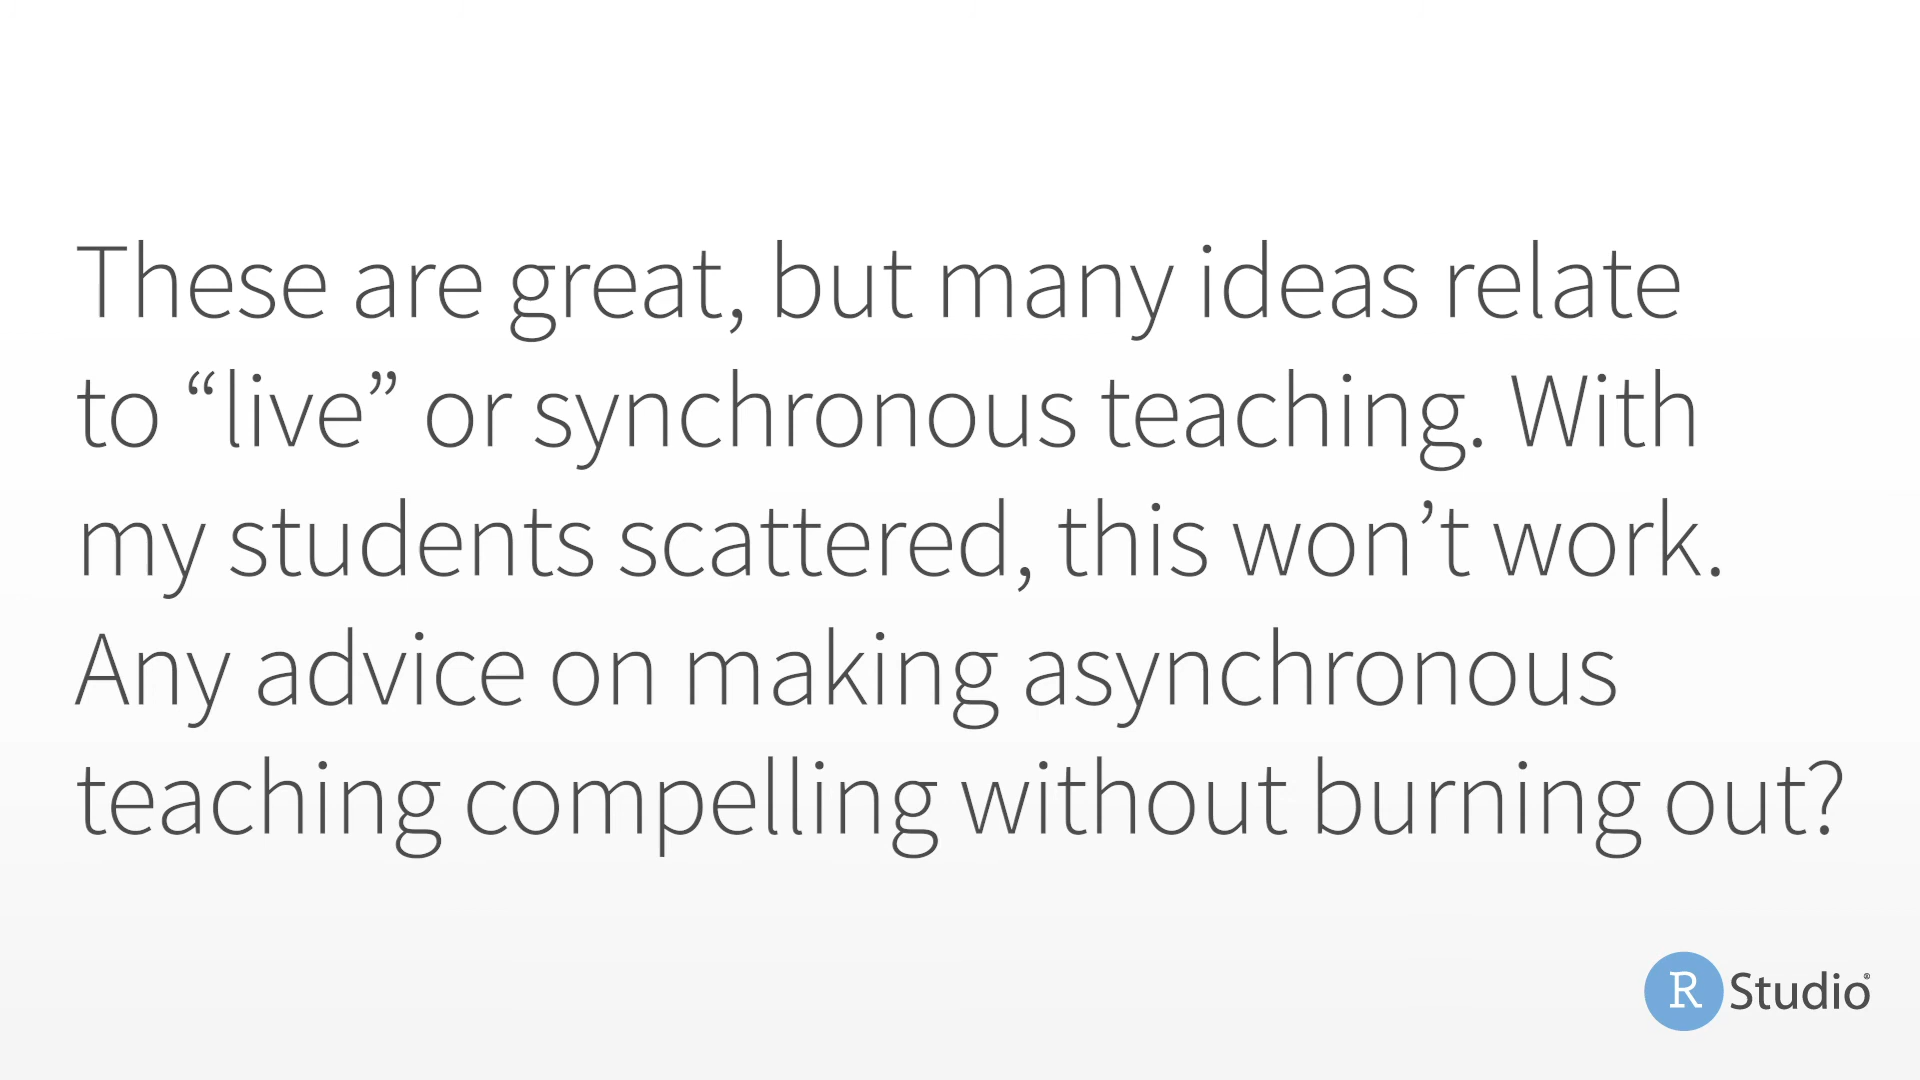 These are great, but many ideas relate
to “live” or synchronous teaching. With
my students scattered, this won’t work.
Any advice on making asynchronous
teaching compelling without burning out?
R Studio®